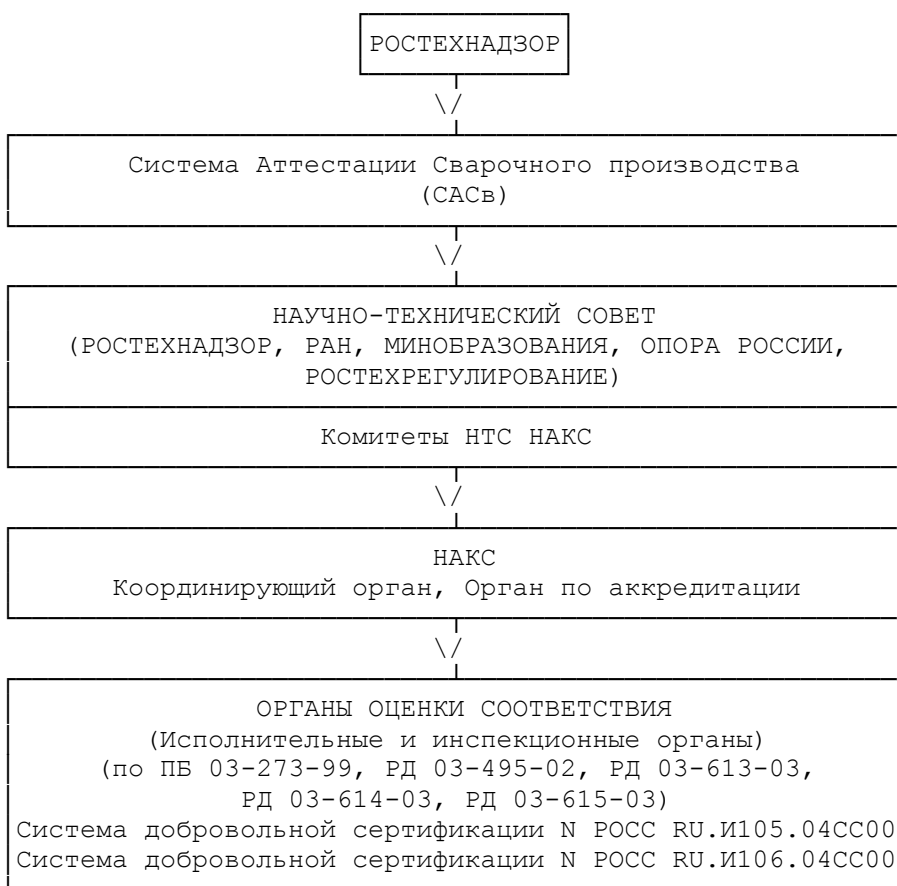 РОСТЕХНАДЗОР
\/
Система Аттестации Сварочного производства
(САСв)
\/
НАУЧНО-ТЕХНИЧЕСКИЙ СОВЕТ
(РОСТЕХНАДЗОР, РАН, МИНОБРАЗОВАНИЯ, ОПОРА РОССИИ,
РОСТЕХРЕГУЛИРОВАНИЕ)
Комитеты НТС НАКС
\/
НАКС
Координирующий орган, Орган по аккредитации
\/
ОРГАНЫ ОЦЕНКИ СООТВЕТСТВИЯ
(Исполнительные и инспекционные органы)
(по ПБ 03-273-99, РД 03-495-02, РД 03-613-03,
РД 03-614-03, РД 03-615-03)
Система добровольной сертификации N РОСС RU.И105.04СС00
Система добровольной сертификации N РОСС RU.И106.04СС00